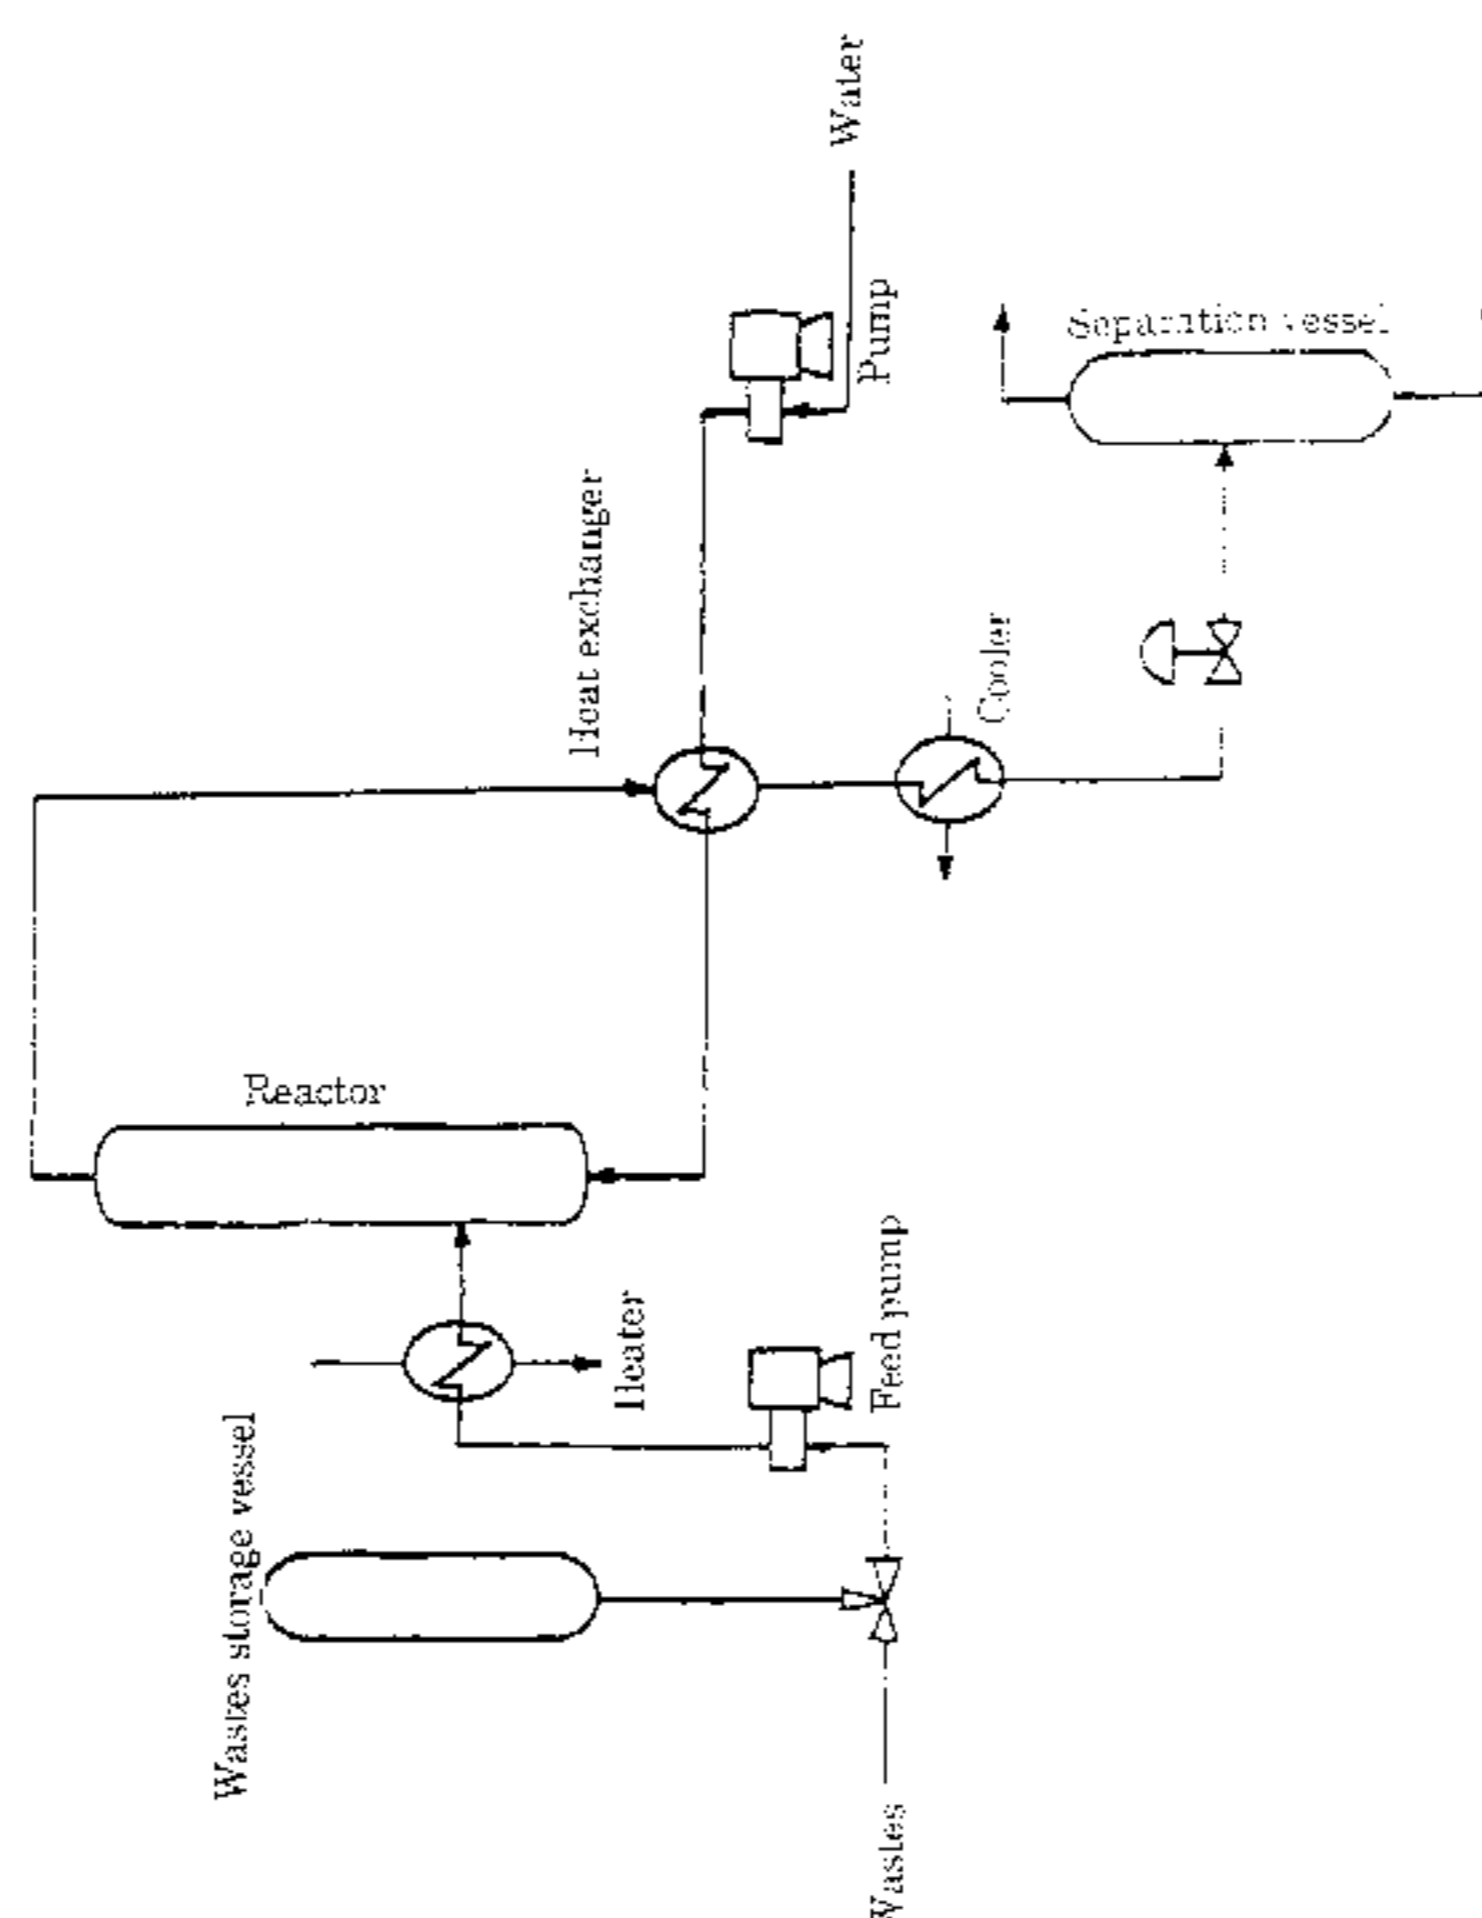 Water
Pump
Separation vessel
Heat exchanger
Cooler
Reactor
Heater
Feed pump
Wastes storage vessel
Wastes